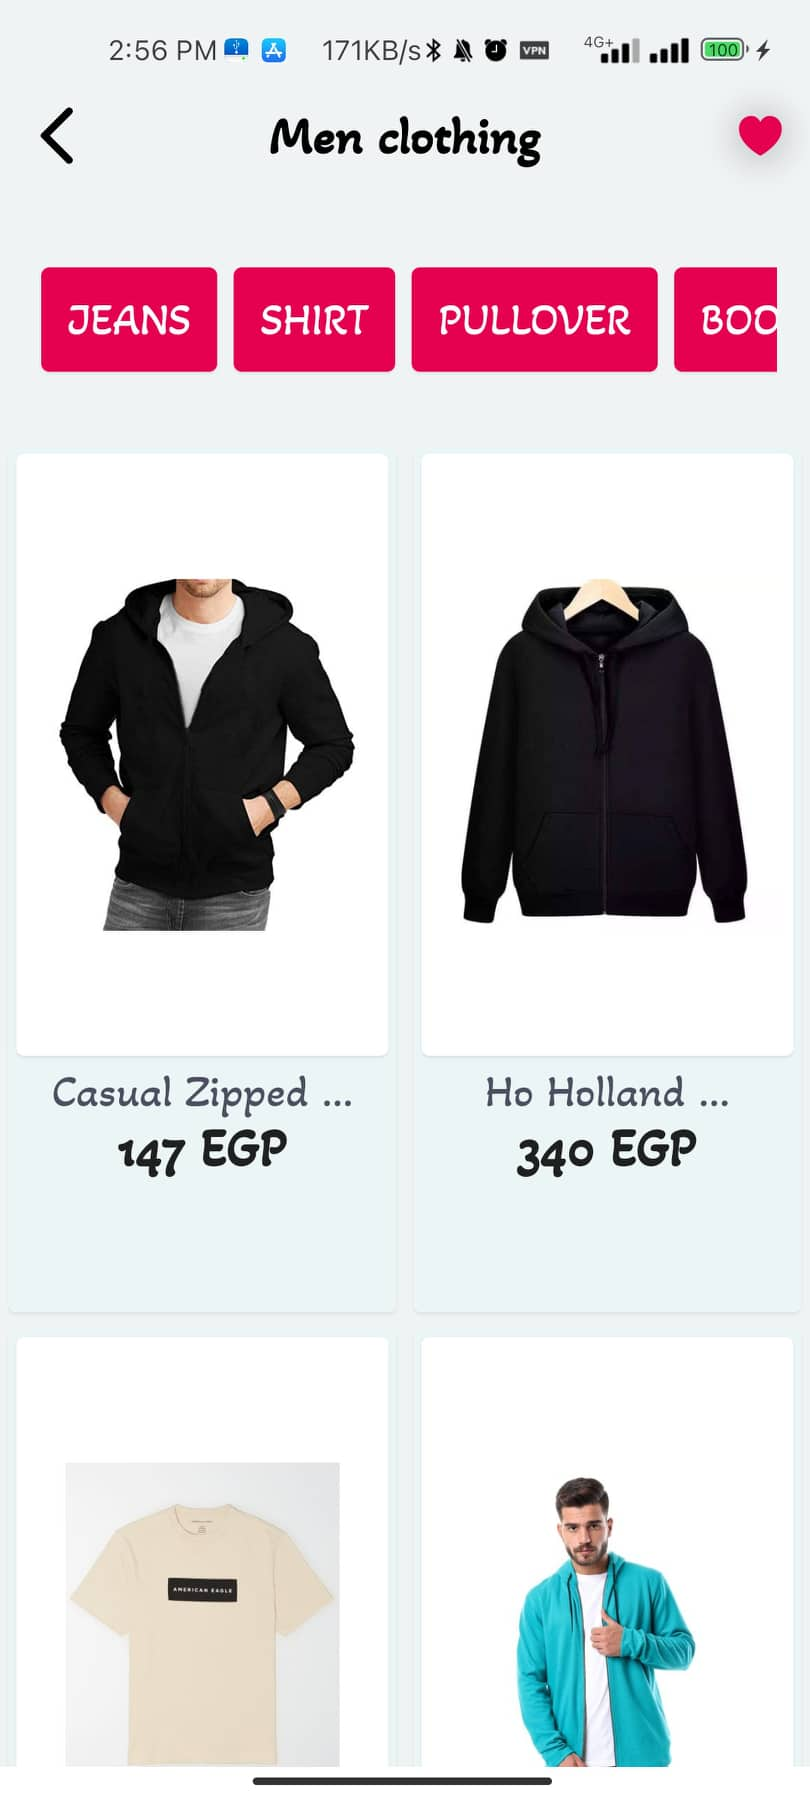 2:56 PM 171KB/s VPN 4G+ 100
Men clothing
JEANS SHIRT PULLOVER BOO
Casual Zipped ... Ho Holland ...
147 EGP 340 EGP
AMERICAN EAGLE